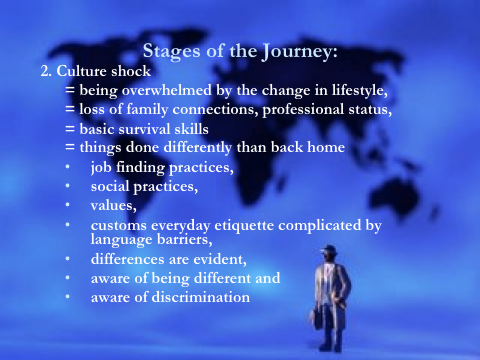 Stages of the Journey:
2. Culture shock
= being overwhelmed by the change in lifestyle,
= loss of family connections, professional status,
= basic survival skills
= things done differently than back home
• job finding practices,
• social practices,
• values,
• customs everyday etiquette complicated by
language barriers,
• differences are evident,
• aware of being different and
• aware of discrimination